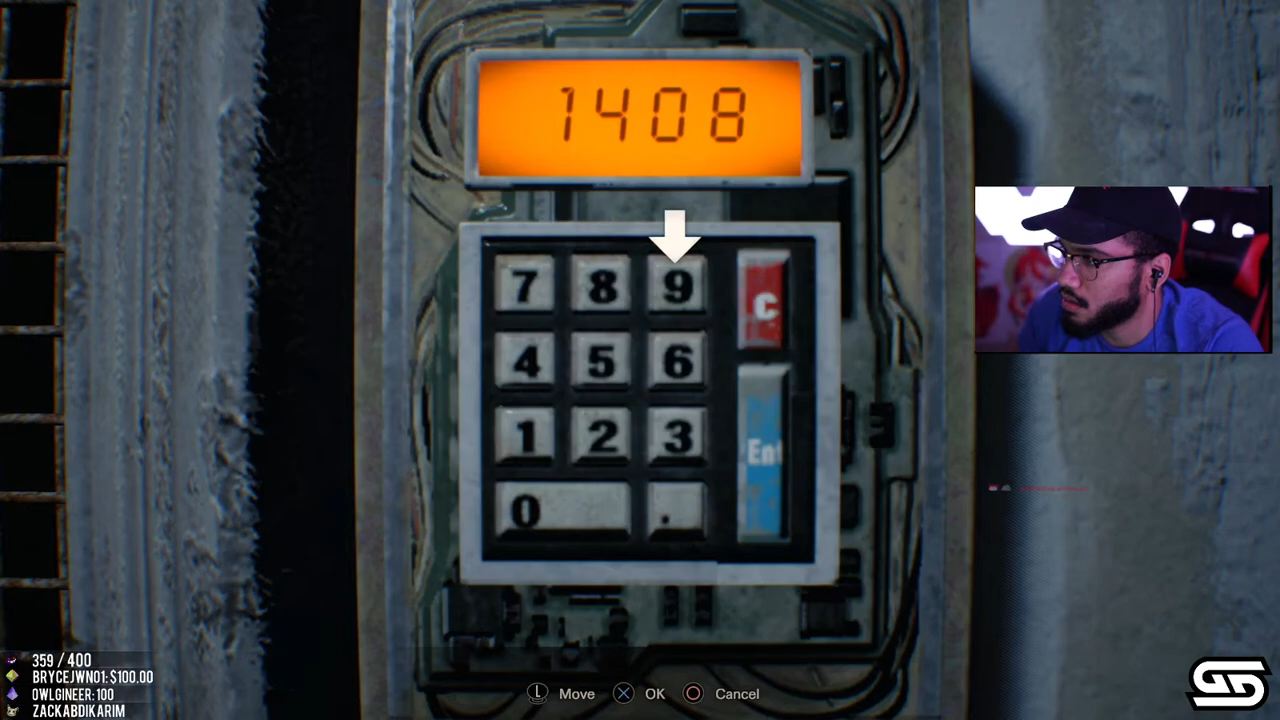 1408
7 8 9 C
4 5 6
1 2 3 Ent
0 .
359 / 400
BRYCEJWN01:$100.00
OWLGINEER:100
ZACKABDIKARIM
L Move OK Cancel